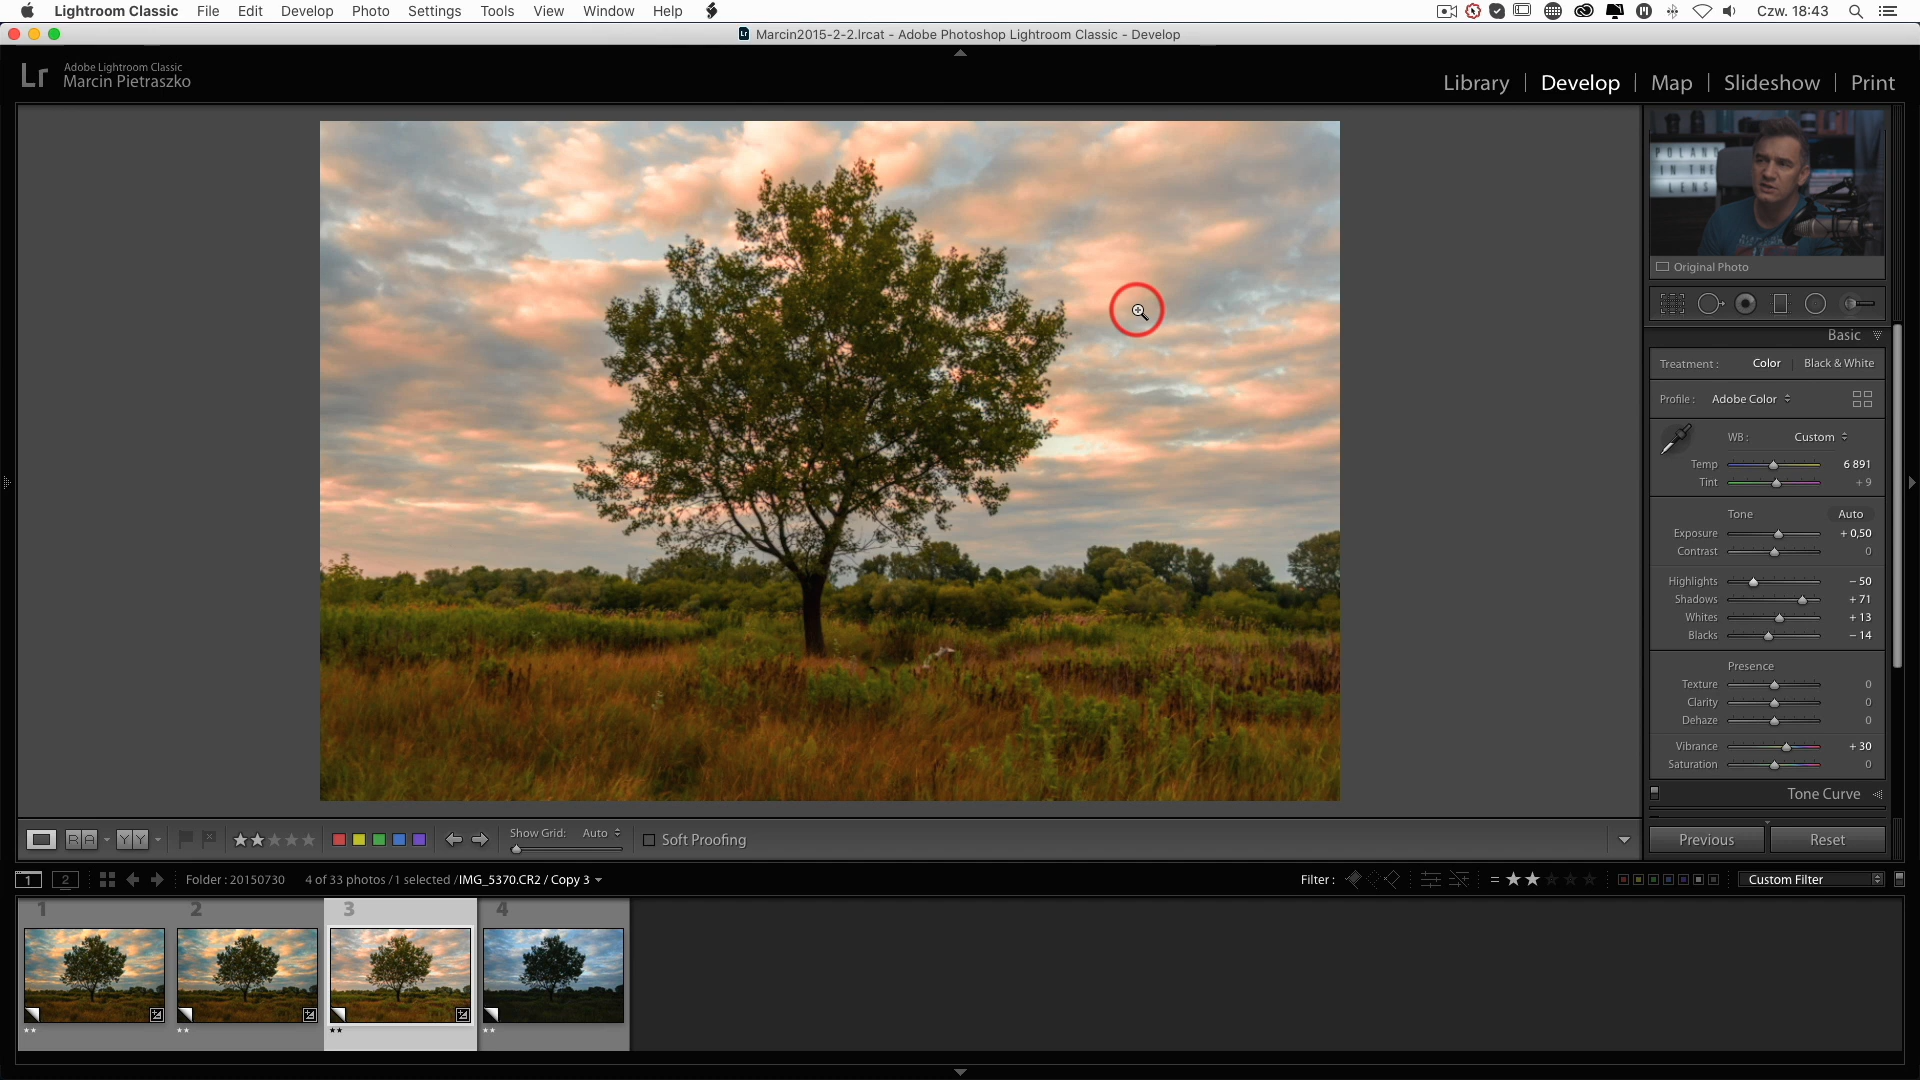 Lightroom Classic File Edit Develop Photo Settings Tools View Window Help Czw. 18:43
Marcin2015-2-2.lrcat - Adobe Photoshop Lightroom Classic - Develop
Lr Adobe Lightroom Classic
Marcin Pietraszko
Library | Develop | Map | Slideshow | Print
POLAND
IN THE
LENS
Original Photo
Basic
Treatment : Color Black & White
Profile : Adobe Color
WB : Custom
Temp 6 891
Tint + 9
Tone Auto
Exposure + 0,50
Contrast 0
Highlights − 50
Shadows + 71
Whites + 13
Blacks − 14
Presence
Texture 0
Clarity 0
Dehaze 0
Vibrance + 30
Saturation 0
Tone Curve
Previous Reset
R A Y Y Show Grid: Auto Soft Proofing
1 2 Folder : 20150730 4 of 33 photos / 1 selected / IMG_5370.CR2 / Copy 3 Filter : = Custom Filter
1 2 3 4